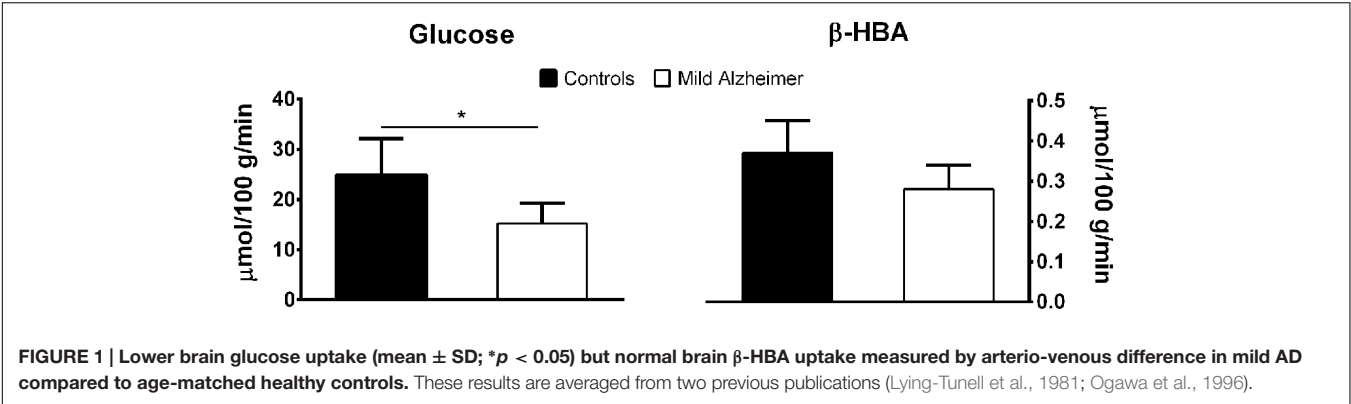 Glucose
β-HBA
Controls Mild Alzheimer
μmol/100 g/min
40
30
20
10
0
*
0.5
0.4
0.3
0.2
0.1
0.0
μmol/100 g/min
FIGURE 1 | Lower brain glucose uptake (mean ± SD; *p < 0.05) but normal brain β-HBA uptake measured by arterio-venous difference in mild AD
compared to age-matched healthy controls. These results are averaged from two previous publications (Lying-Tunell et al., 1981; Ogawa et al., 1996).